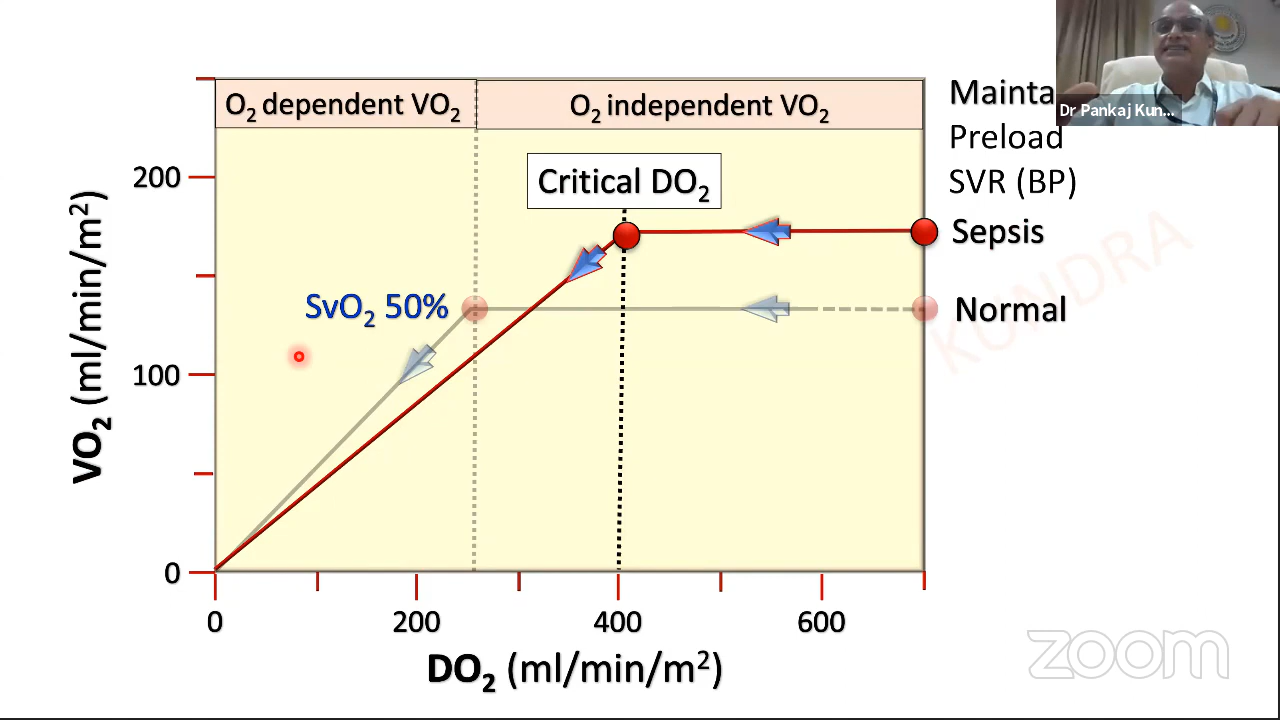 O2 dependent VO2
O2 independent VO2
Critical DO2
SvO2 50%
Preload
SVR (BP)
Sepsis
Normal
Dr Pankaj Kun...
VO2 (ml/min/m2)
200
100
0
0
200
400
600
DO2 (ml/min/m2)
KUNDRA
zoom